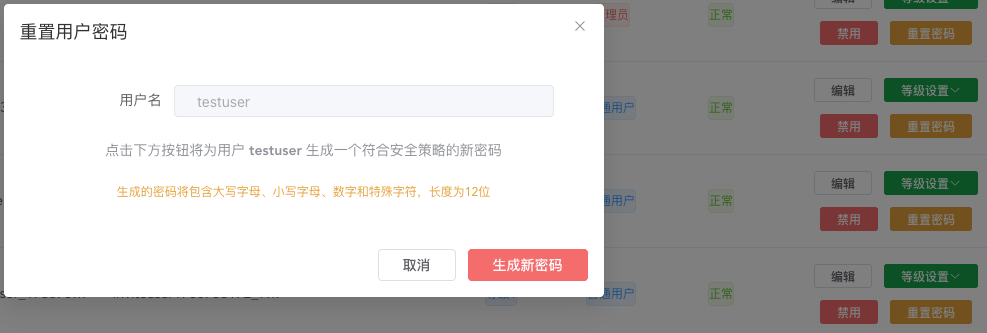 重置用户密码
理员
正常
禁用
重置密码
用户名
testuser
编辑
等级设置
通用户
正常
禁用
重置密码
点击下方按钮将为用户 testuser 生成一个符合安全策略的新密码
生成的密码将包含大写字母、小写字母、数字和特殊字符，长度为12位
编辑
等级设置
通用户
正常
禁用
重置密码
取消
生成新密码
编辑
等级设置
普通用户
正常
禁用
重置密码